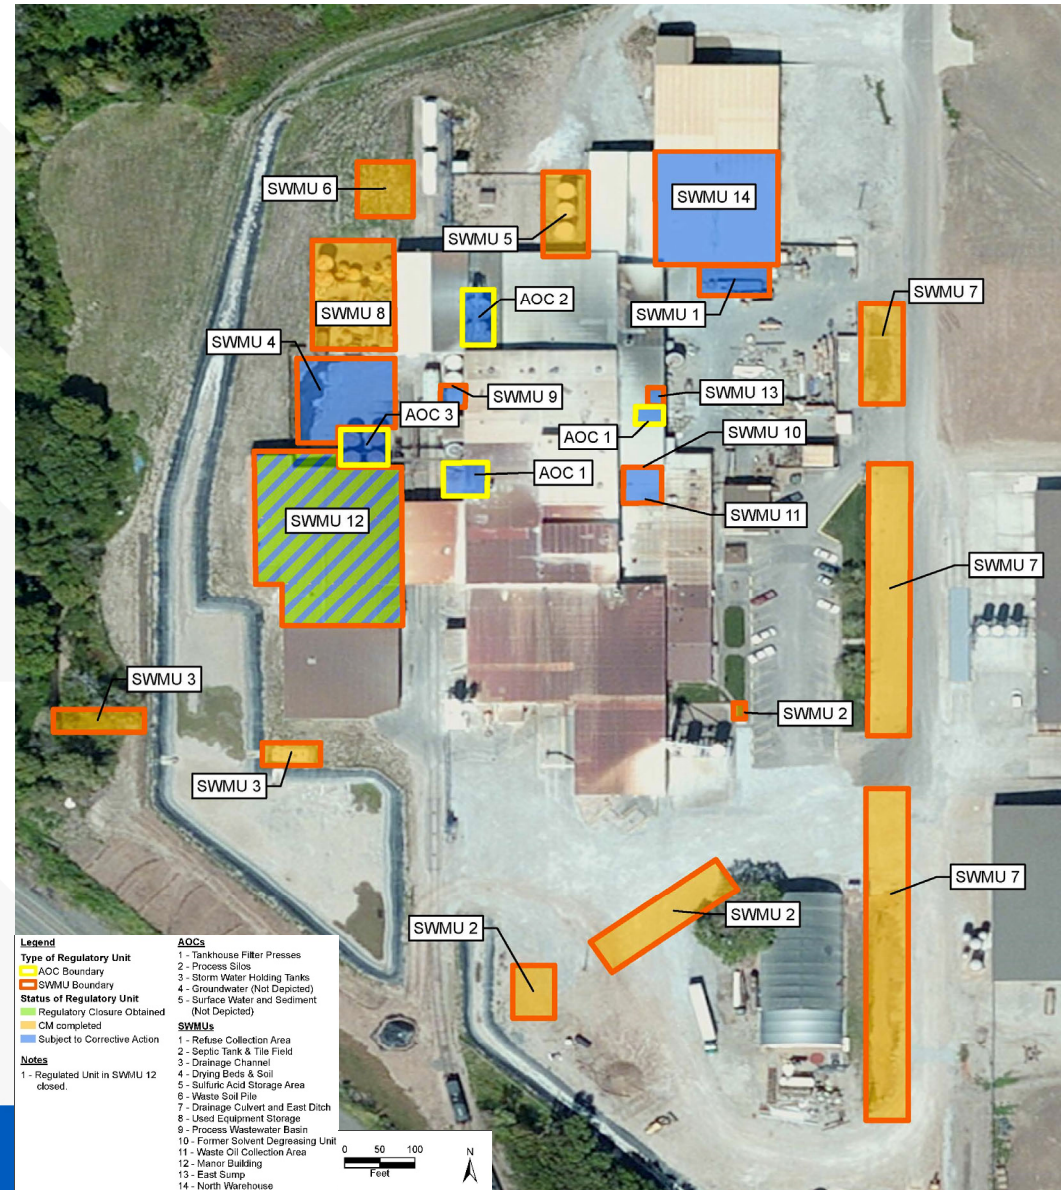 SWMU 6
SWMU 14
SWMU 5
SWMU 7
AOC 2
SWMU 8
SWMU 1
SWMU 4
SWMU 9
SWMU 13
AOC 3
AOC 1
SWMU 10
AOC 1
SWMU 12
SWMU 11
SWMU 7
SWMU 3
SWMU 2
SWMU 3
SWMU 7
SWMU 2
SWMU 2
Legend
Type of Regulatory Unit
AOC Boundary
SWMU Boundary
Status of Regulatory Unit
Regulatory Closure Obtained
CM completed
Subject to Corrective Action
Notes
1 - Regulated Unit in SWMU 12
closed.
AOCs
1 - Tankhouse Filter Presses
2 - Process Silos
3 - Storm Water Holding Tanks
4 - Groundwater (Not Depicted)
5 - Surface Water and Sediment
(Not Depicted)
SWMUs
1 - Refuse Collection Area
2 - Septic Tank & Tile Field
3 - Drainage Channel
4 - Drying Beds & Soil
5 - Sulfuric Acid Storage Area
6 - Waste Soil Pile
7 - Drainage Culvert and East Ditch
8 - Used Equipment Storage
9 - Process Wastewater Basin
10 - Former Solvent Degreasing Unit
11 - Waste Oil Collection Area
12 - Manor Building
13 - East Sump
14 - North Warehouse
0 50 100
Feet
N